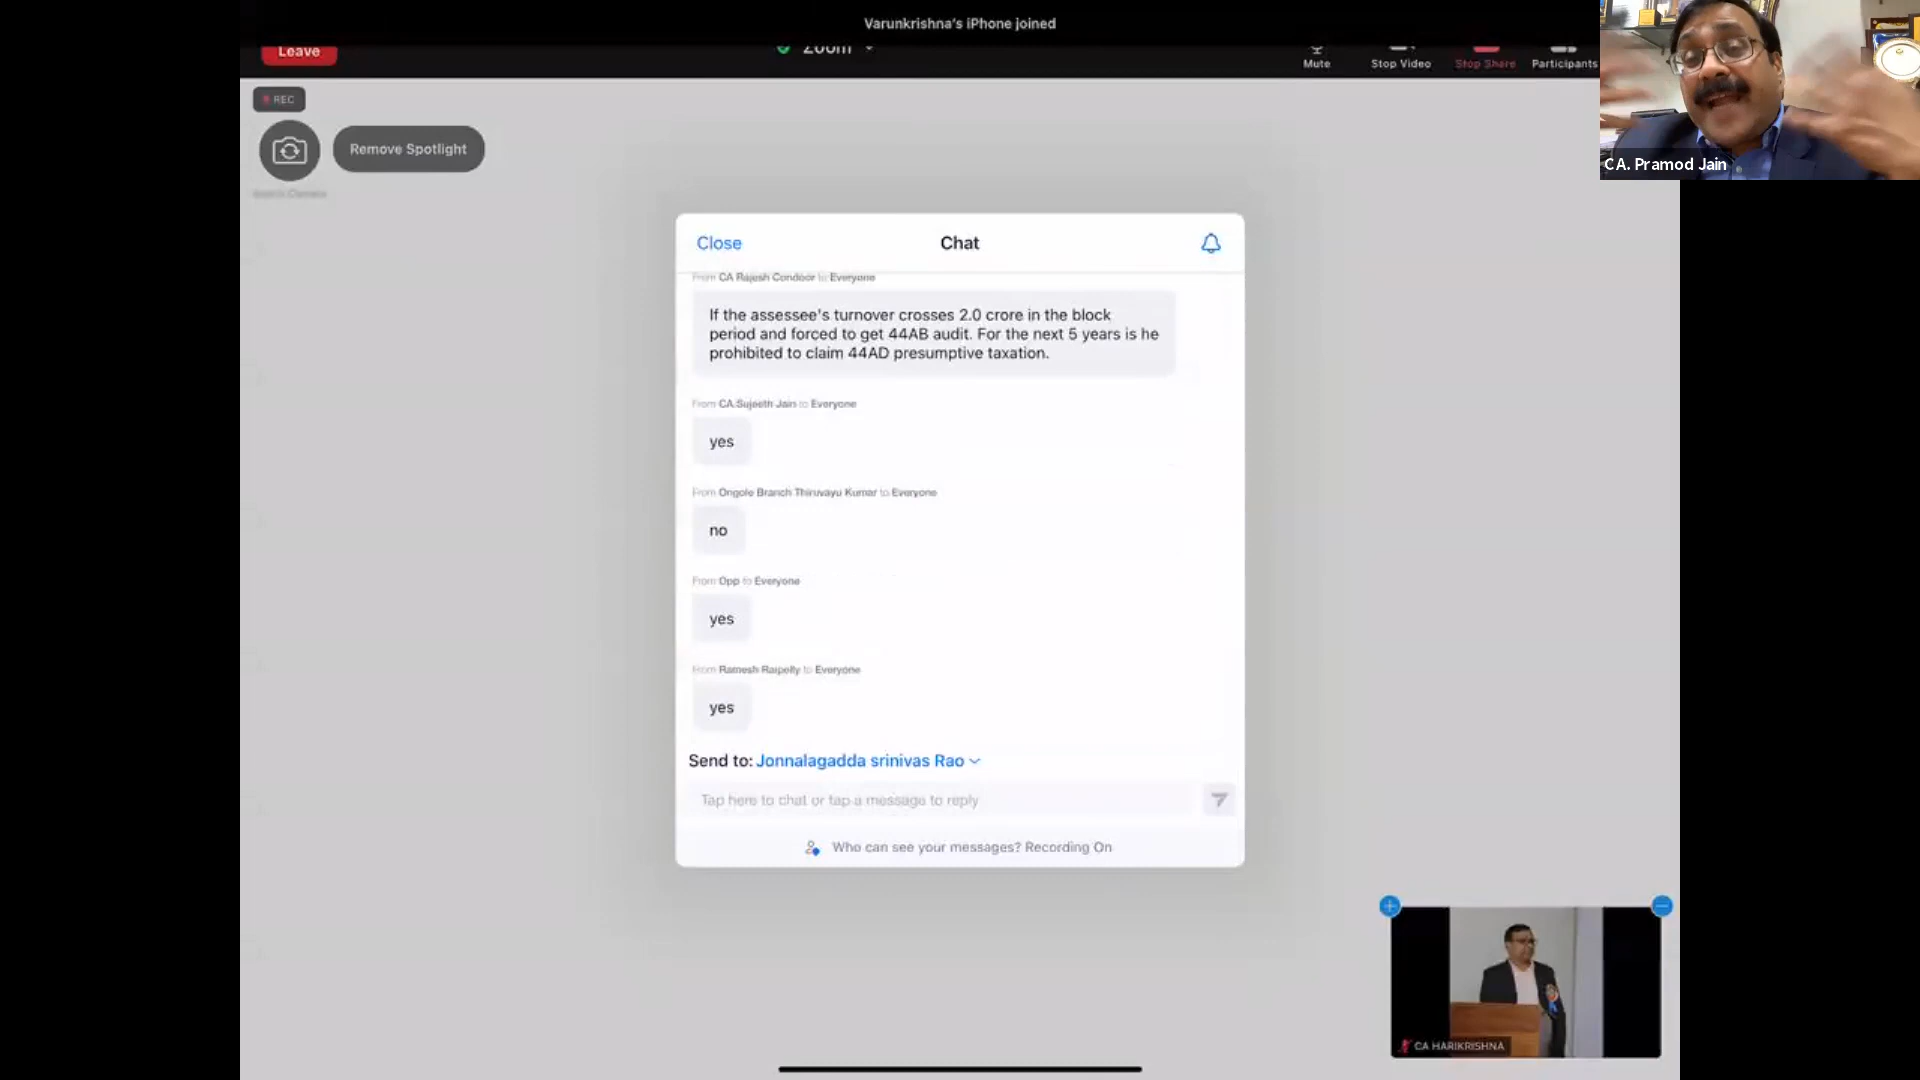 Varunkrishna's iPhone joined
Leave
Zoom
Mute
Stop Video
Stop Share
Participants
CA. Pramod Jain
REC
Remove Spotlight
Switch Camera
Close
Chat
From CA Rajesh Condoor to Everyone
If the assessee's turnover crosses 2.0 crore in the block
period and forced to get 44AB audit. For the next 5 years is he
prohibited to claim 44AD presumptive taxation.
From CA.Sujeeth Jain to Everyone
yes
From Ongole Branch Thiruvayu Kumar to Everyone
no
From Opp to Everyone
yes
From Ramesh Raipelly to Everyone
yes
Send to: Jonnalagadda srinivas Rao
Tap here to chat or tap a message to reply
Who can see your messages? Recording On
CA HARIKRISHNA